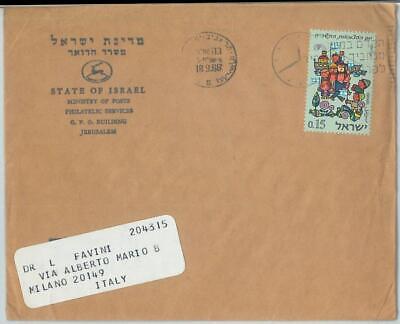 מדינת ישראל
משרד הדואר
STATE OF ISRAEL
MINISTRY OF POSTS
PHILATELIC SERVICES
G. P. O. BUILDING
JERUSALEM
0.15 ישראל
204315
DR L FAVINI
VIA ALBERTO MARIO 8
MILANO 20149
ITALY